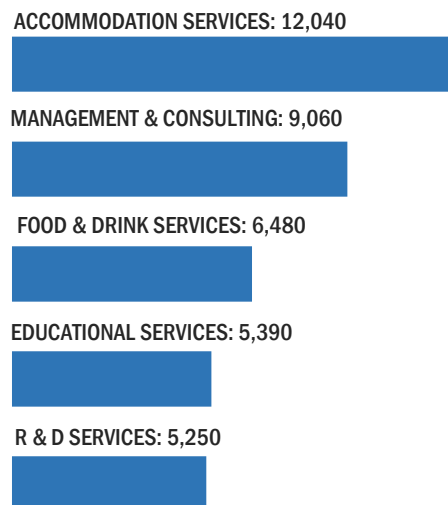 ACCOMMODATION SERVICES: 12,040
MANAGEMENT & CONSULTING: 9,060
FOOD & DRINK SERVICES: 6,480
EDUCATIONAL SERVICES: 5,390
R & D SERVICES: 5,250